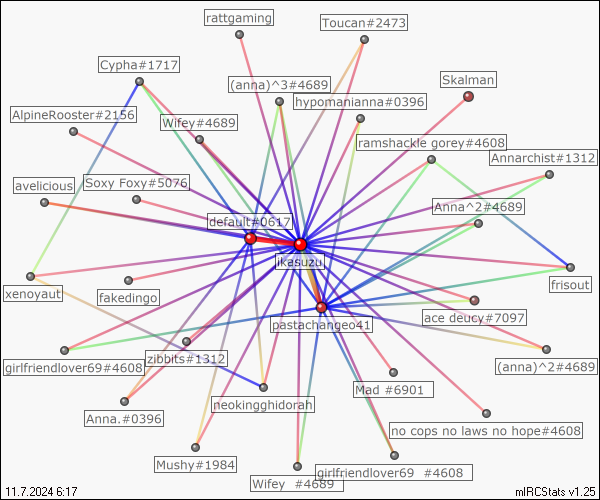 rattgaming
Toucan#2473
Cypha#1717
(anna)^3#4689
Skalman
hypomanianna#0396
AlpineRooster#2156
Wifey#4689
ramshackle gorey#4608
Annarchist#1312
avelicious
Soxy Foxy#5076
Anna^2#4689
default#0617
ikasuzu
xenoyaut
fakedingo
frisout
ace deicy#7097
pastachangeo41
girlfriendlover69#4608
zibbits#1312
(anna)^2#4689
Mad #6901
Anna.#0396
neokingghidorah
no cops no laws no hope#4608
Mushy#1984
girlfriendlover69 #4608
Wifey #4689
11.7.2024 6:17
mIRCStats v1.25